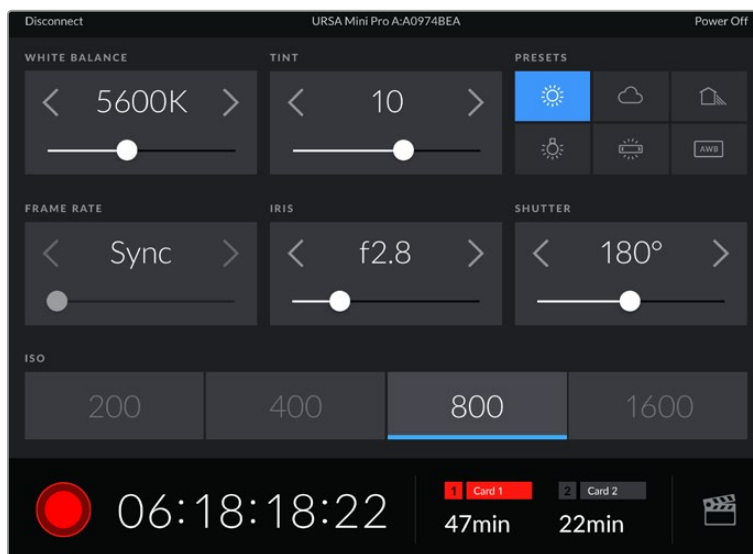 Disconnect URSA Mini Pro A:A0974BEA Power Off
WHITE BALANCE TINT PRESETS
5600K 10
AWB
FRAME RATE IRIS SHUTTER
Sync f2.8 180°
ISO
200 400 800 1600
1 Card 1 2 Card 2
06:18:18:22 47min 22min